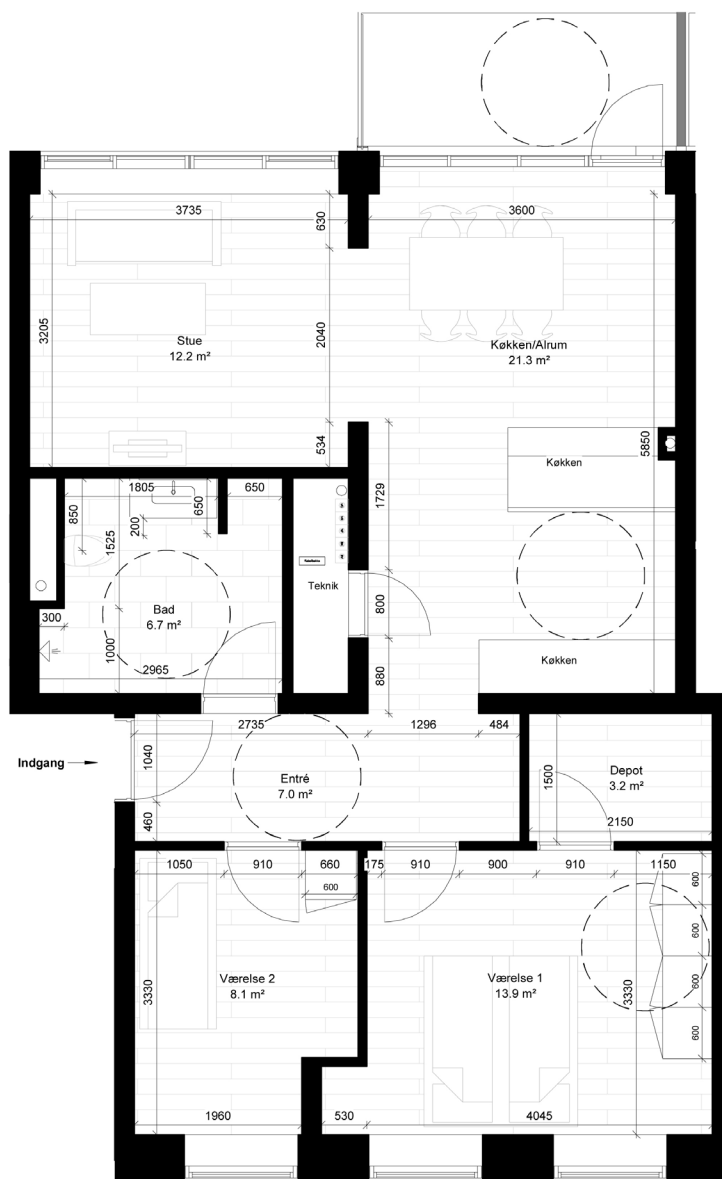 3735
630
3600
3205
2040
Stue
12.2 m²
Køkken/Alrum
21.3 m²
534
5850
Køkken
1805
650
850
1525
200
650
1729
Teknik
Bad
6.7 m²
800
300
1000
2965
880
Køkken
Indgang
1040
2735
1296
484
Entré
7.0 m²
460
1500
Depot
3.2 m²
2150
1050
910
660
175
910
900
910
1150
600
600
600
600
600
3330
Værelse 2
8.1 m²
Værelse 1
13.9 m²
3330
1960
530
4045